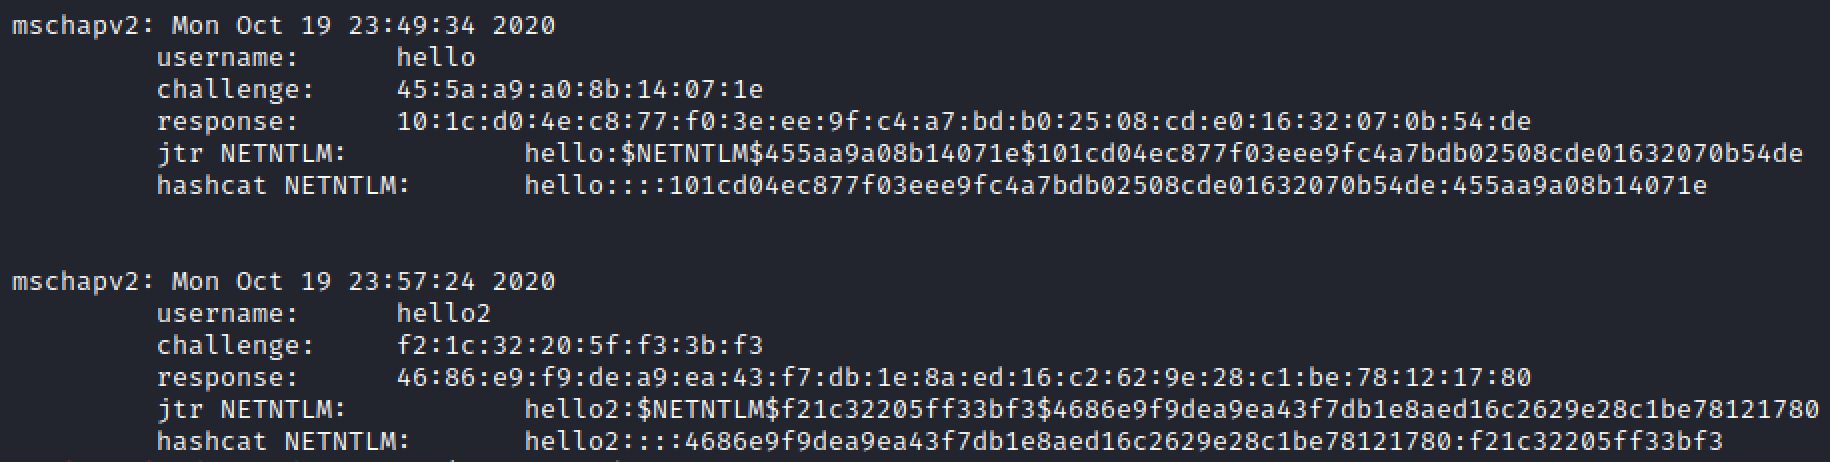 mschapv2: Mon Oct 19 23:49:34 2020
username: hello
challenge: 45:5a:a9:a0:8b:14:07:1e
response: 10:1c:d0:4e:c8:77:f0:3e:ee:9f:c4:a7:bd:b0:25:08:cd:e0:16:32:07:0b:54:de
jtr NETNTLM: hello:$NETNTLM$455aa9a08b14071e$101cd04ec877f03eee9fc4a7bdb02508cde01632070b54de
hashcat NETNTLM: hello::::101cd04ec877f03eee9fc4a7bdb02508cde01632070b54de:455aa9a08b14071e
mschapv2: Mon Oct 19 23:57:24 2020
username: hello2
challenge: f2:1c:32:20:5f:f3:3b:f3
response: 46:86:e9:f9:de:a9:ea:43:f7:db:1e:8a:ed:16:c2:62:9e:28:c1:be:78:12:17:80
jtr NETNTLM: hello2:$NETNTLM$f21c32205ff33bf3$4686e9f9dea9ea43f7db1e8aed16c2629e28c1be78121780
hashcat NETNTLM: hello2::::4686e9f9dea9ea43f7db1e8aed16c2629e28c1be78121780:f21c32205ff33bf3